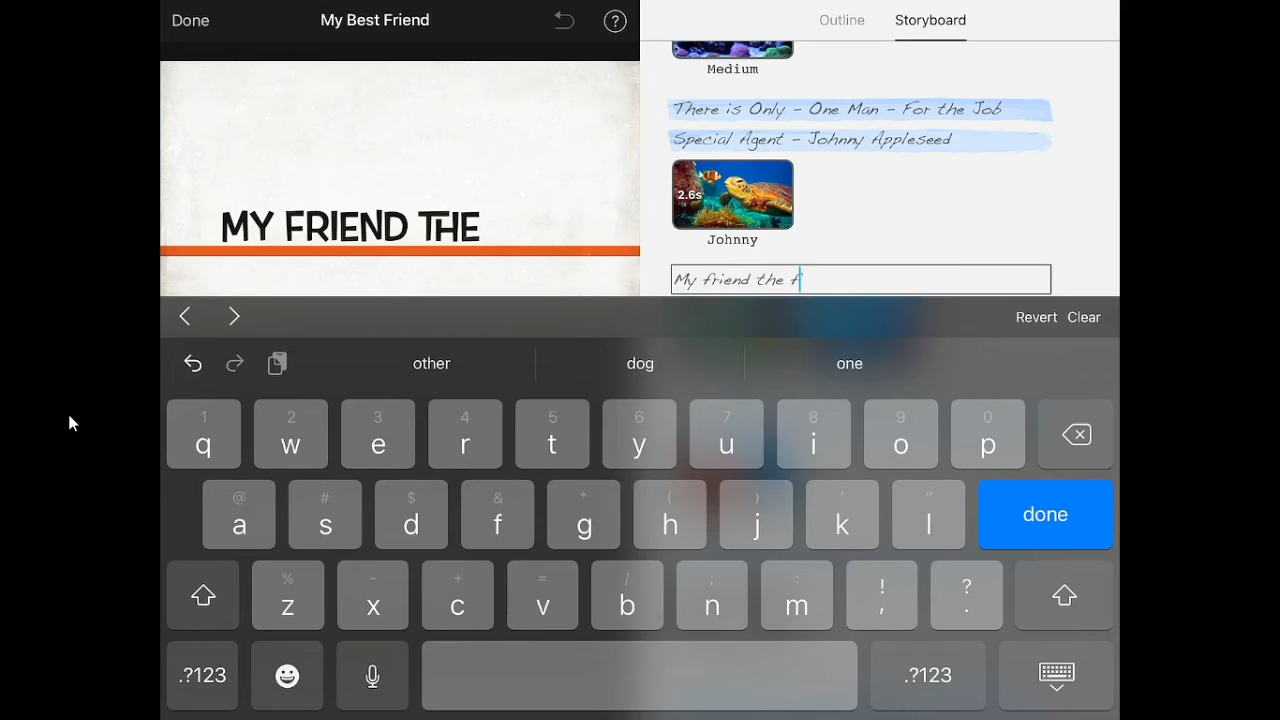 Done
My Best Friend
?
Outline
Storyboard
Medium
There is Only - One Man - For the Job
Special Agent - Johnny Appleseed
2.6s
Johnny
MY FRIEND THE
My friend the f
Revert
Clear
other
dog
one
1 2 3 4 5 6 7 8 9 0
q w e r t y u i o p
@ # $ & * ( ) ' "
a s d f g h j k l
done
% - + = / ; : ! ?
z x c v b n m , .
.?123
.?123